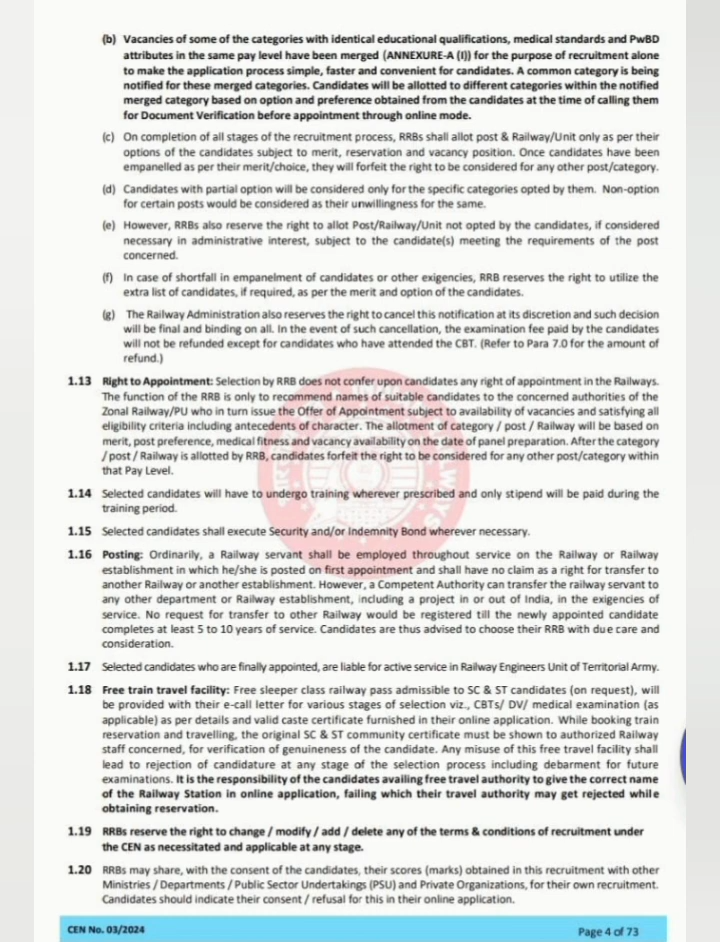 (b) Vacancies of some of the categories with identical educational qualifications, medical standards and PwBD
attributes in the same pay level have been merged (ANNEXURE-A (I)) for the purpose of recruitment alone
to make the application process simple, faster and convenient for candidates. A common category is being
notified for these merged categories. Candidates will be allotted to different categories within the notified
merged category based on option and preference obtained from the candidates at the time of calling them
for Document Verification before appointment through online mode.
(c) On completion of all stages of the recruitment process, RRBs shall allot post & Railway/Unit only as per their
options of the candidates subject to merit, reservation and vacancy position. Once candidates have been
empanelled as per their merit/choice, they will forfeit the right to be considered for any other post/category.
(d) Candidates with partial option will be considered only for the specific categories opted by them. Non-option
for certain posts would be considered as their unwillingness for the same.
(e) However, RRBs also reserve the right to allot Post/Railway/Unit not opted by the candidates, if considered
necessary in administrative interest, subject to the candidate(s) meeting the requirements of the post
concerned.
(f) In case of shortfall in empanelment of candidates or other exigencies, RRB reserves the right to utilize the
extra list of candidates, if required, as per the merit and option of the candidates.
(g) The Railway Administration also reserves the right to cancel this notification at its discretion and such decision
will be final and binding on all. In the event of such cancellation, the examination fee paid by the candidates
will not be refunded except for candidates who have attended the CBT. (Refer to Para 7.0 for the amount of
refund.)
1.13 Right to Appointment: Selection by RRB does not confer upon candidates any right of appointment in the Railways.
The function of the RRB is only to recommend names of suitable candidates to the concerned authorities of the
Zonal Railway/PU who in turn issue the Offer of Appointment subject to availability of vacancies and satisfying all
eligibility criteria including antecedents of character. The allotment of category / post / Railway will be based on
merit, post preference, medical fitness and vacancy availability on the date of panel preparation. After the category
/ post / Railway is allotted by RRB, candidates forfeit the right to be considered for any other post/category within
that Pay Level.
1.14 Selected candidates will have to undergo training wherever prescribed and only stipend will be paid during the
training period.
1.15 Selected candidates shall execute Security and/or Indemnity Bond wherever necessary.
1.16 Posting: Ordinarily, a Railway servant shall be employed throughout service on the Railway or Railway
establishment in which he/she is posted on first appointment and shall have no claim as a right for transfer to
another Railway or another establishment. However, a Competent Authority can transfer the railway servant to
any other department or Railway establishment, including a project in or out of India, in the exigencies of
service. No request for transfer to other Railway would be registered till the newly appointed candidate
completes at least 5 to 10 years of service. Candidates are thus advised to choose their RRB with due care and
consideration.
1.17 Selected candidates who are finally appointed, are liable for active service in Railway Engineers Unit of Territorial Army.
1.18 Free train travel facility: Free sleeper class railway pass admissible to SC & ST candidates (on request), will
be provided with their e-call letter for various stages of selection viz., CBTs/ DV/ medical examination (as
applicable) as per details and valid caste certificate furnished in their online application. While booking train
reservation and travelling, the original SC & ST community certificate must be shown to authorized Railway
staff concerned, for verification of genuineness of the candidate. Any misuse of this free travel facility shall
lead to rejection of candidature at any stage of the selection process including debarment for future
examinations. It is the responsibility of the candidates availing free travel authority to give the correct name
of the Railway Station in online application, failing which their travel authority may get rejected while
obtaining reservation.
1.19 RRBs reserve the right to change / modify / add / delete any of the terms & conditions of recruitment under
the CEN as necessitated and applicable at any stage.
1.20 RRBs may share, with the consent of the candidates, their scores (marks) obtained in this recruitment with other
Ministries / Departments / Public Sector Undertakings (PSU) and Private Organizations, for their own recruitment.
Candidates should indicate their consent / refusal for this in their online application.
CEN No. 03/2024
Page 4 of 73